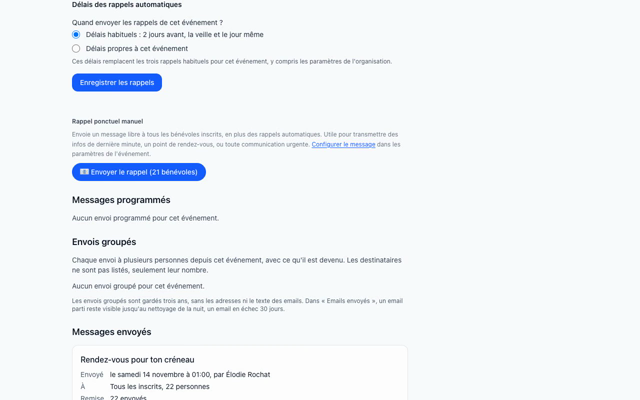 Délais des rappels automatiques
Quand envoyer les rappels de cet événement ?
Délais habituels : 2 jours avant, la veille et le jour même
Délais propres à cet événement
Ces délais remplacent les trois rappels habituels pour cet événement, y compris les paramètres de l'organisation.
Enregistrer les rappels
Rappel ponctuel manuel
Envoie un message libre à tous les bénévoles inscrits, en plus des rappels automatiques. Utile pour transmettre des
infos de dernière minute, un point de rendez-vous, ou toute communication urgente. Configurer le message dans les
paramètres de l'événement.
📧 Envoyer le rappel (21 bénévoles)
Messages programmés
Aucun envoi programmé pour cet événement.
Envois groupés
Chaque envoi à plusieurs personnes depuis cet événement, avec ce qu'il est devenu. Les destinataires
ne sont pas listés, seulement leur nombre.
Aucun envoi groupé pour cet événement.
Les envois groupés sont gardés trois ans, sans les adresses ni le texte des emails. Dans « Emails envoyés », un email
parti reste visible jusqu'au nettoyage de la nuit, un email en échec 30 jours.
Messages envoyés
Rendez-vous pour ton créneau
Envoyé le samedi 14 novembre à 01:00, par Élodie Rochat
À Tous les inscrits, 22 personnes
Remise 22 envoyés